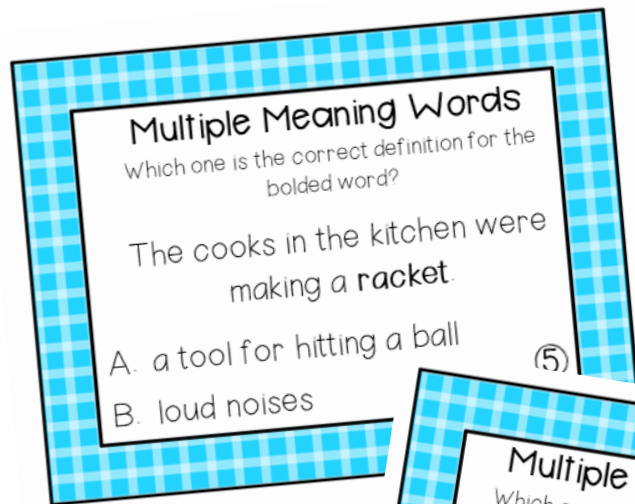 Multiple Meaning Words
Which one is the correct definition for the
bolded word?
The cooks in the kitchen were
making a racket.
A. a tool for hitting a ball
B. loud noises
5
Multiple
Which